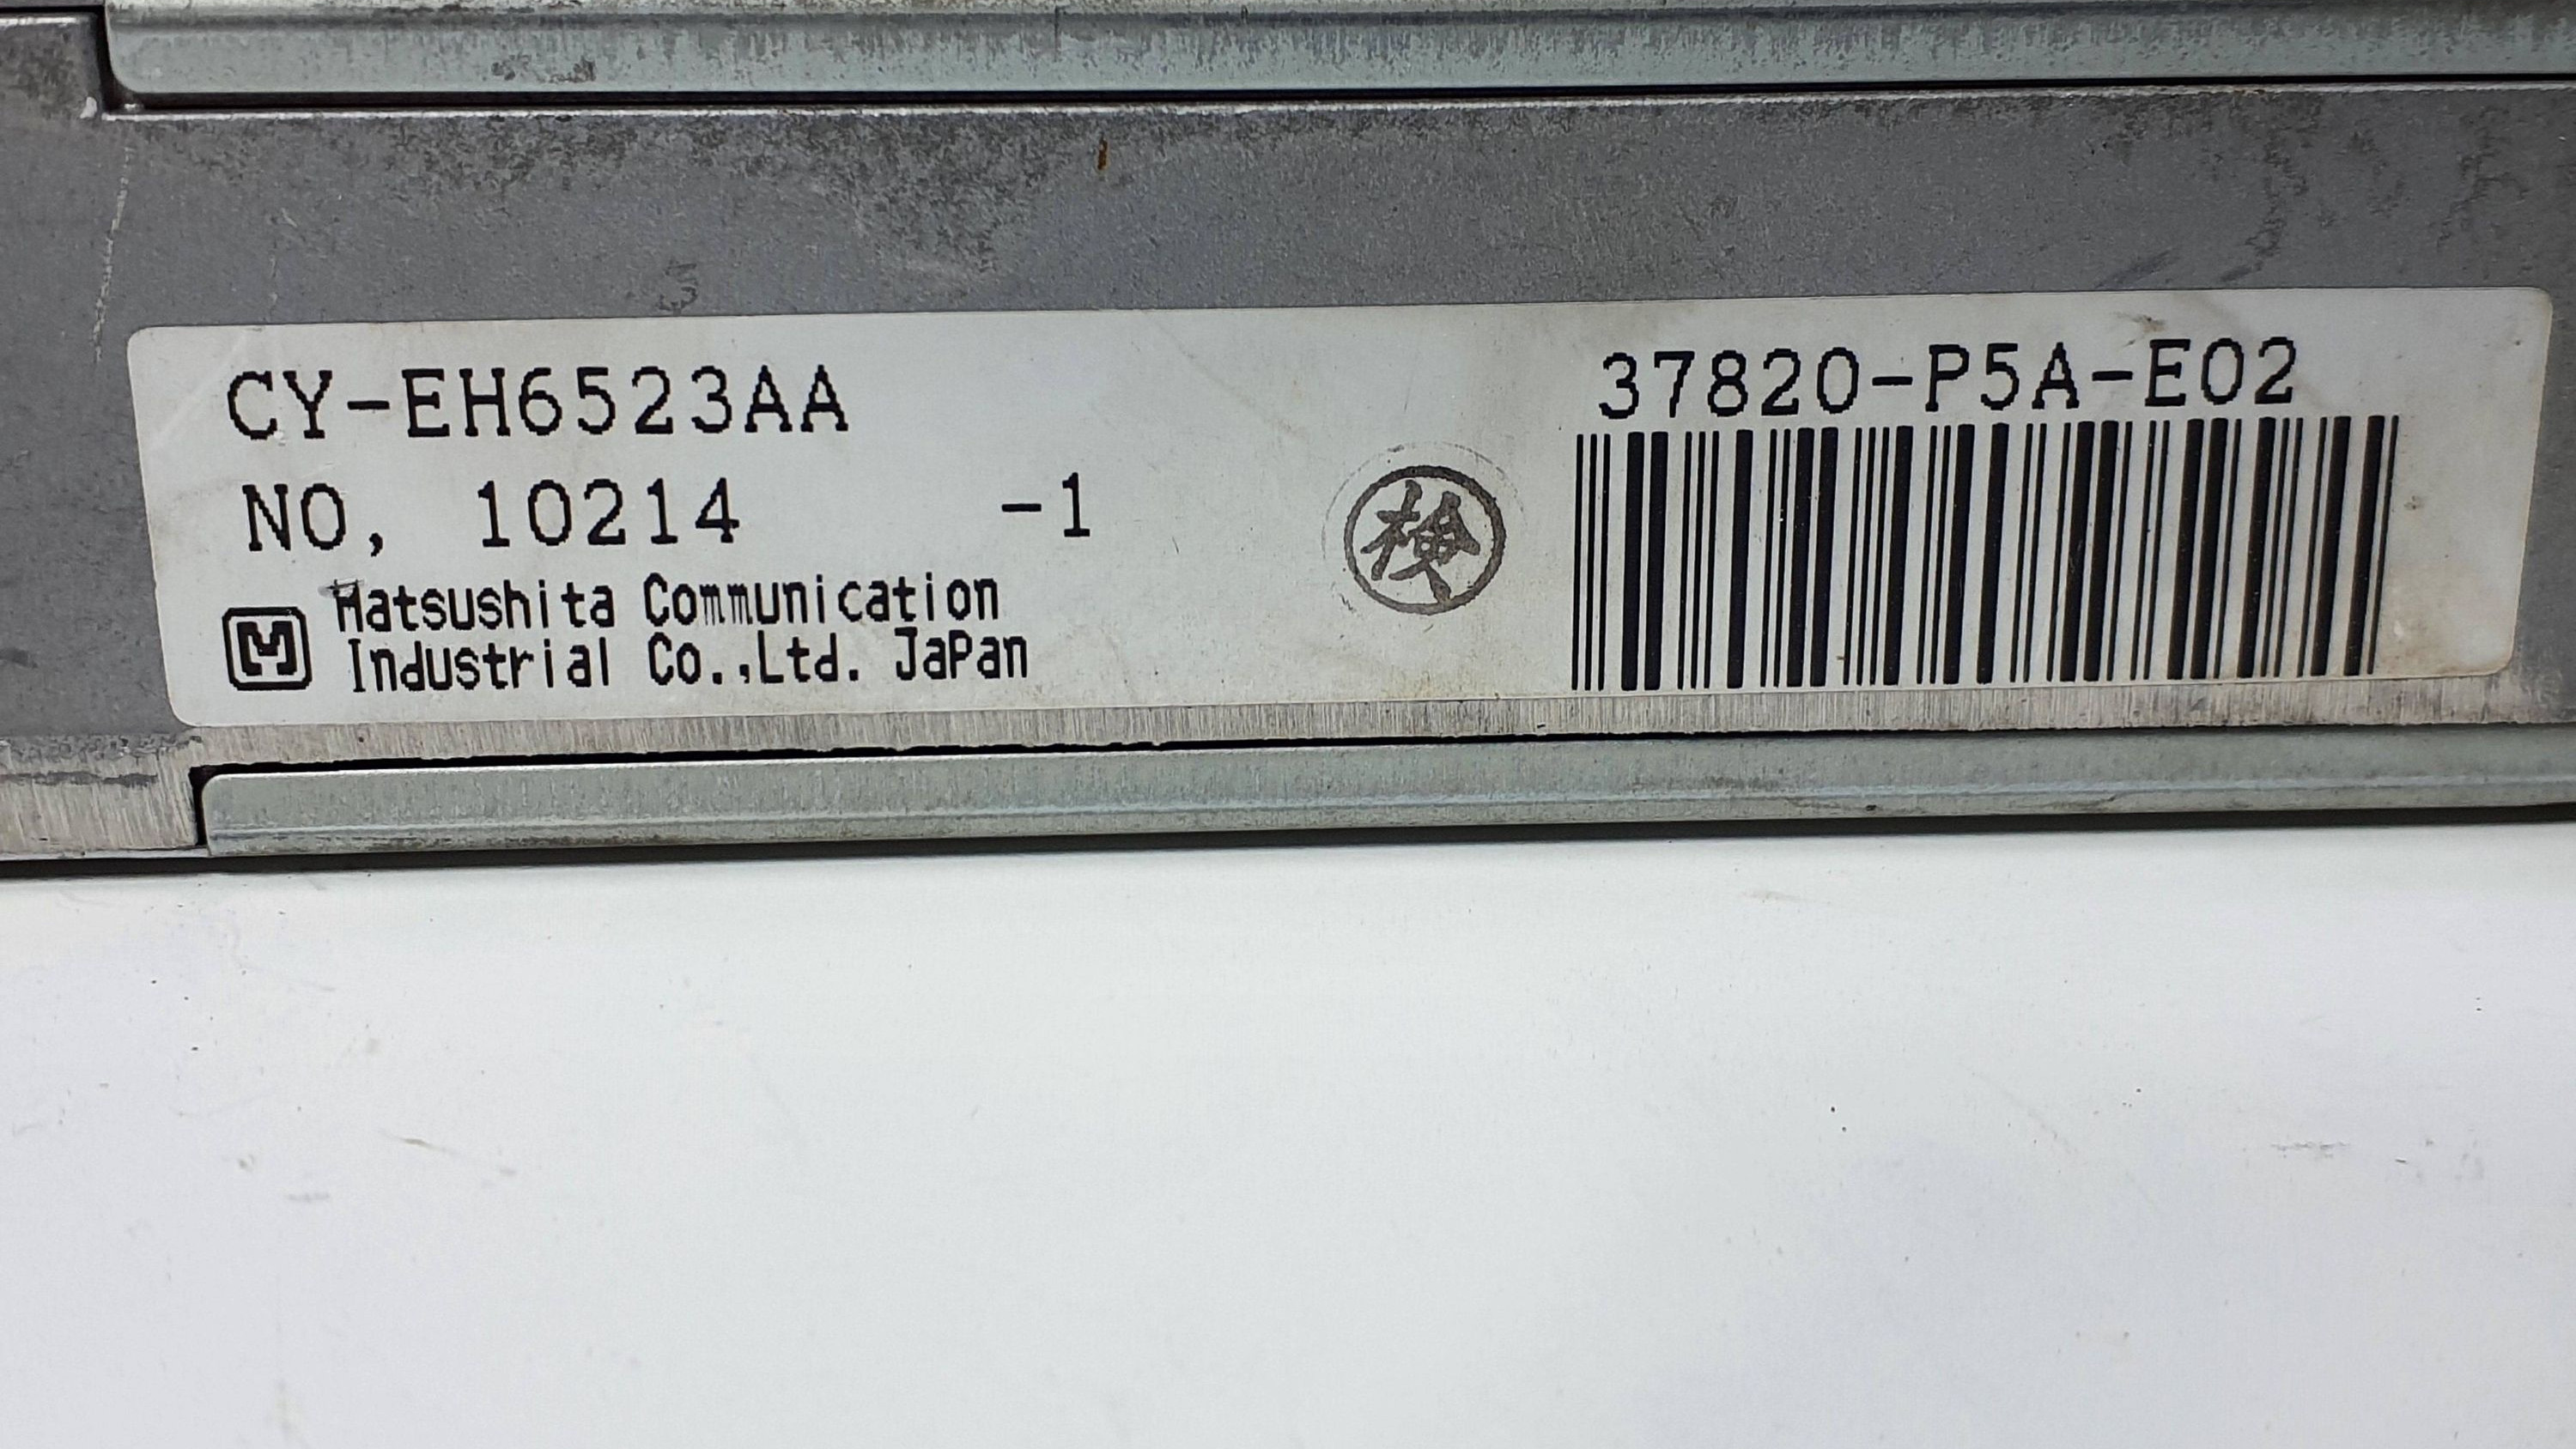 CY-EH6523AA
NO, 10214 -1
Matsushita Communication
Industrial Co.,Ltd. JaPan
検
37820-P5A-E02